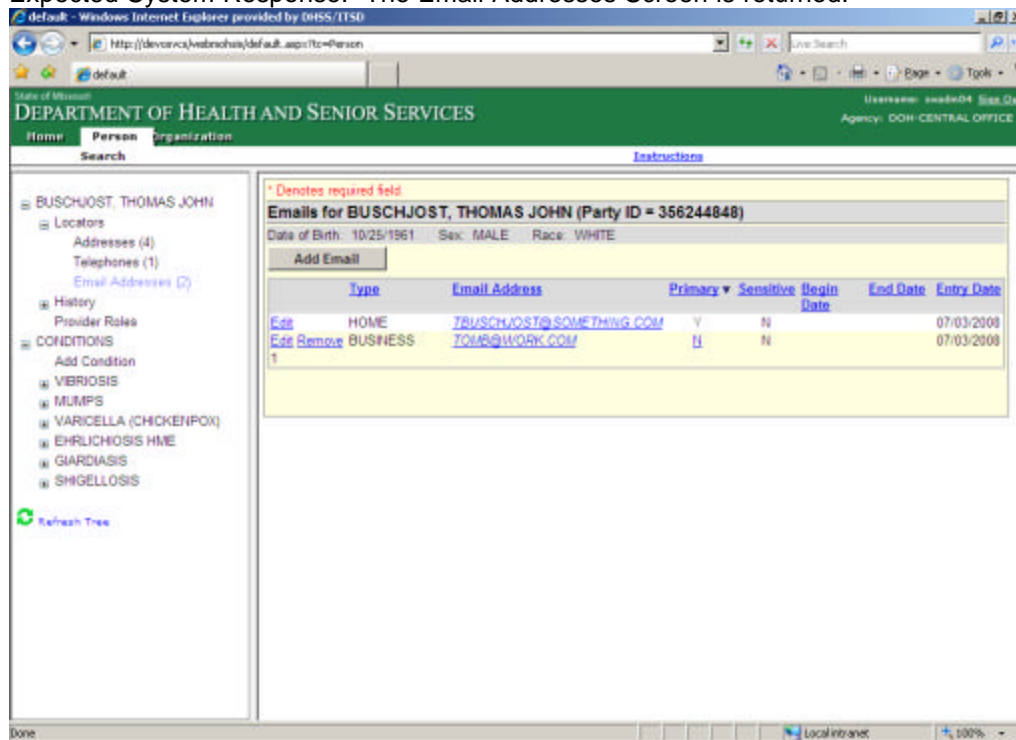 Expected System Response: The Email Addresses Screen is returned.
default - Windows Internet Explorer provided by DHSS/ITSD
http://devonvcs/webmohsis/default.aspx?tc=Person
Live Search
default
Page
Tools
State of Missouri
DEPARTMENT OF HEALTH AND SENIOR SERVICES
Username: swadm04 Sign Ou
Agency: DOH-CENTRAL OFFICE
Home Person Organization
Search Instructions
BUSCHJOST, THOMAS JOHN
Locators
Addresses (4)
Telephones (1)
Email Addresses (2)
History
Provider Roles
CONDITIONS
Add Condition
VIBRIOSIS
MUMPS
VARICELLA (CHICKENPOX)
EHRLICHIOSIS HME
GIARDIASIS
SHIGELLOSIS
Refresh Tree
* Denotes required field.
Emails for BUSCHJOST, THOMAS JOHN (Party ID = 356244848)
Date of Birth: 10/25/1961 Sex: MALE Race: WHITE
Add Email
Type Email Address Primary ▼ Sensitive Begin Date End Date Entry Date
Edit HOME TBUSCHJOST@SOMETHING.COM Y N 07/03/2008
Edit Remove BUSINESS TOMB@WORK.COM N N 07/03/2008
1
Done
Local intranet
100%